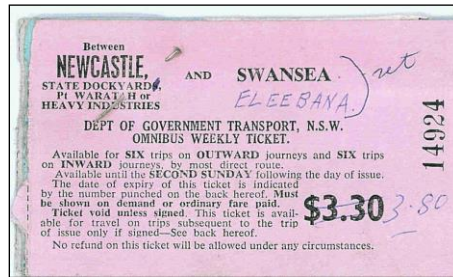 Between
NEWCASTLE,
STATE DOCKYARDS,
Pt WARATAH or
HEAVY INDUSTRIES
AND SWANSEA
ELEEBANA.
ret
DEPT OF GOVERNMENT TRANSPORT, N.S.W.
OMNIBUS WEEKLY TICKET.
Available for SIX trips on OUTWARD journeys and SIX trips
on INWARD journeys, by most direct route.
Available until the SECOND SUNDAY following the day of issue.
The date of expiry of this ticket is indicated
by the number punched on the back hereof. Must
be shown on demand or ordinary fare paid.
Ticket void unless signed. This ticket is avail-
able for travel on trips subsequent to the trip
of issue only if signed—See back hereof.
$3.30 3.80
No refund on this ticket will be allowed under any circumstances.
14924